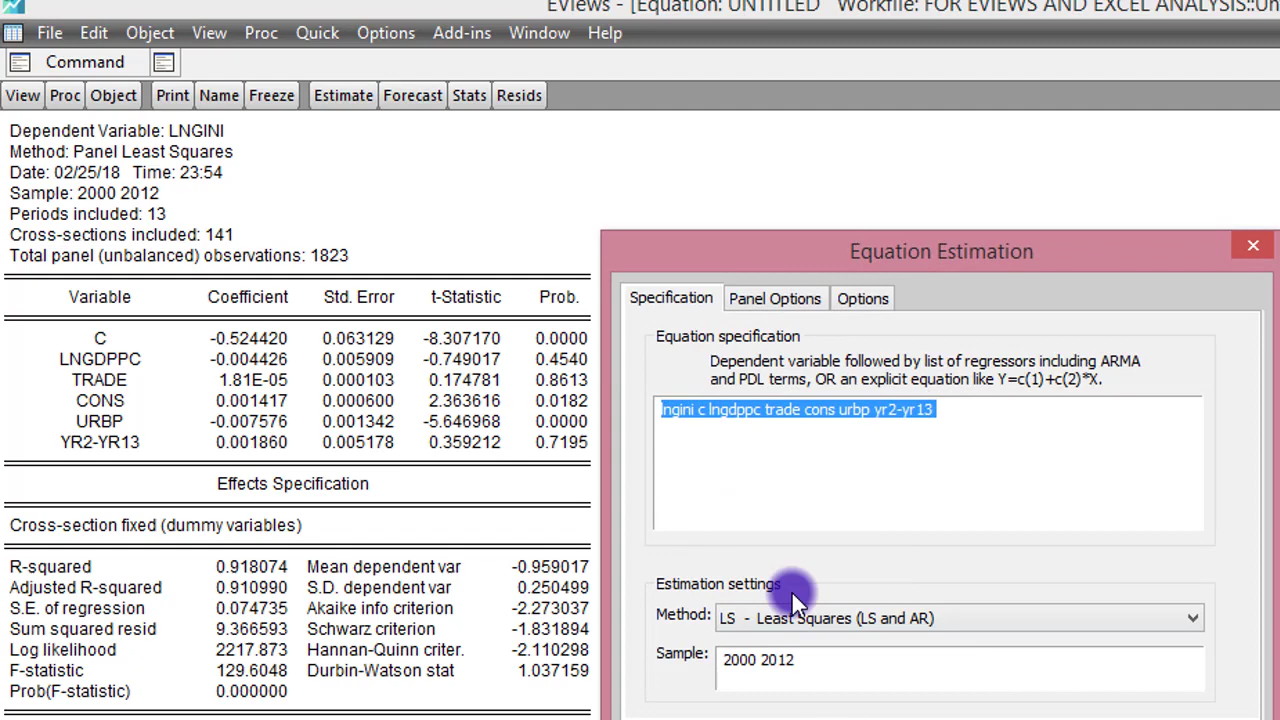 EViews - [Equation: UNTITLED Workfile: FOR EVIEWS AND EXCEL ANALYSIS::Un
File Edit Object View Proc Quick Options Add-ins Window Help
Command
View Proc Object Print Name Freeze Estimate Forecast Stats Resids
Dependent Variable: LNGINI
Method: Panel Least Squares
Date: 02/25/18 Time: 23:54
Sample: 2000 2012
Periods included: 13
Cross-sections included: 141
Total panel (unbalanced) observations: 1823
Variable Coefficient Std. Error t-Statistic Prob.
C -0.524420 0.063129 -8.307170 0.0000
LNGDPPC -0.004426 0.005909 -0.749017 0.4540
TRADE 1.81E-05 0.000103 0.174781 0.8613
CONS 0.001417 0.000600 2.363616 0.0182
URBP -0.007576 0.001342 -5.646968 0.0000
YR2-YR13 0.001860 0.005178 0.359212 0.7195
Effects Specification
Cross-section fixed (dummy variables)
R-squared 0.918074 Mean dependent var -0.959017
Adjusted R-squared 0.910990 S.D. dependent var 0.250499
S.E. of regression 0.074735 Akaike info criterion -2.273037
Sum squared resid 9.366593 Schwarz criterion -1.831894
Log likelihood 2217.873 Hannan-Quinn criter. -2.110298
F-statistic 129.6048 Durbin-Watson stat 1.037159
Prob(F-statistic) 0.000000
Equation Estimation
Specification Panel Options Options
Equation specification
Dependent variable followed by list of regressors including ARMA
and PDL terms, OR an explicit equation like Y=c(1)+c(2)*X.
lngini c lngdppc trade cons urbp yr2-yr13
Estimation settings
Method: LS - Least Squares (LS and AR)
Sample: 2000 2012